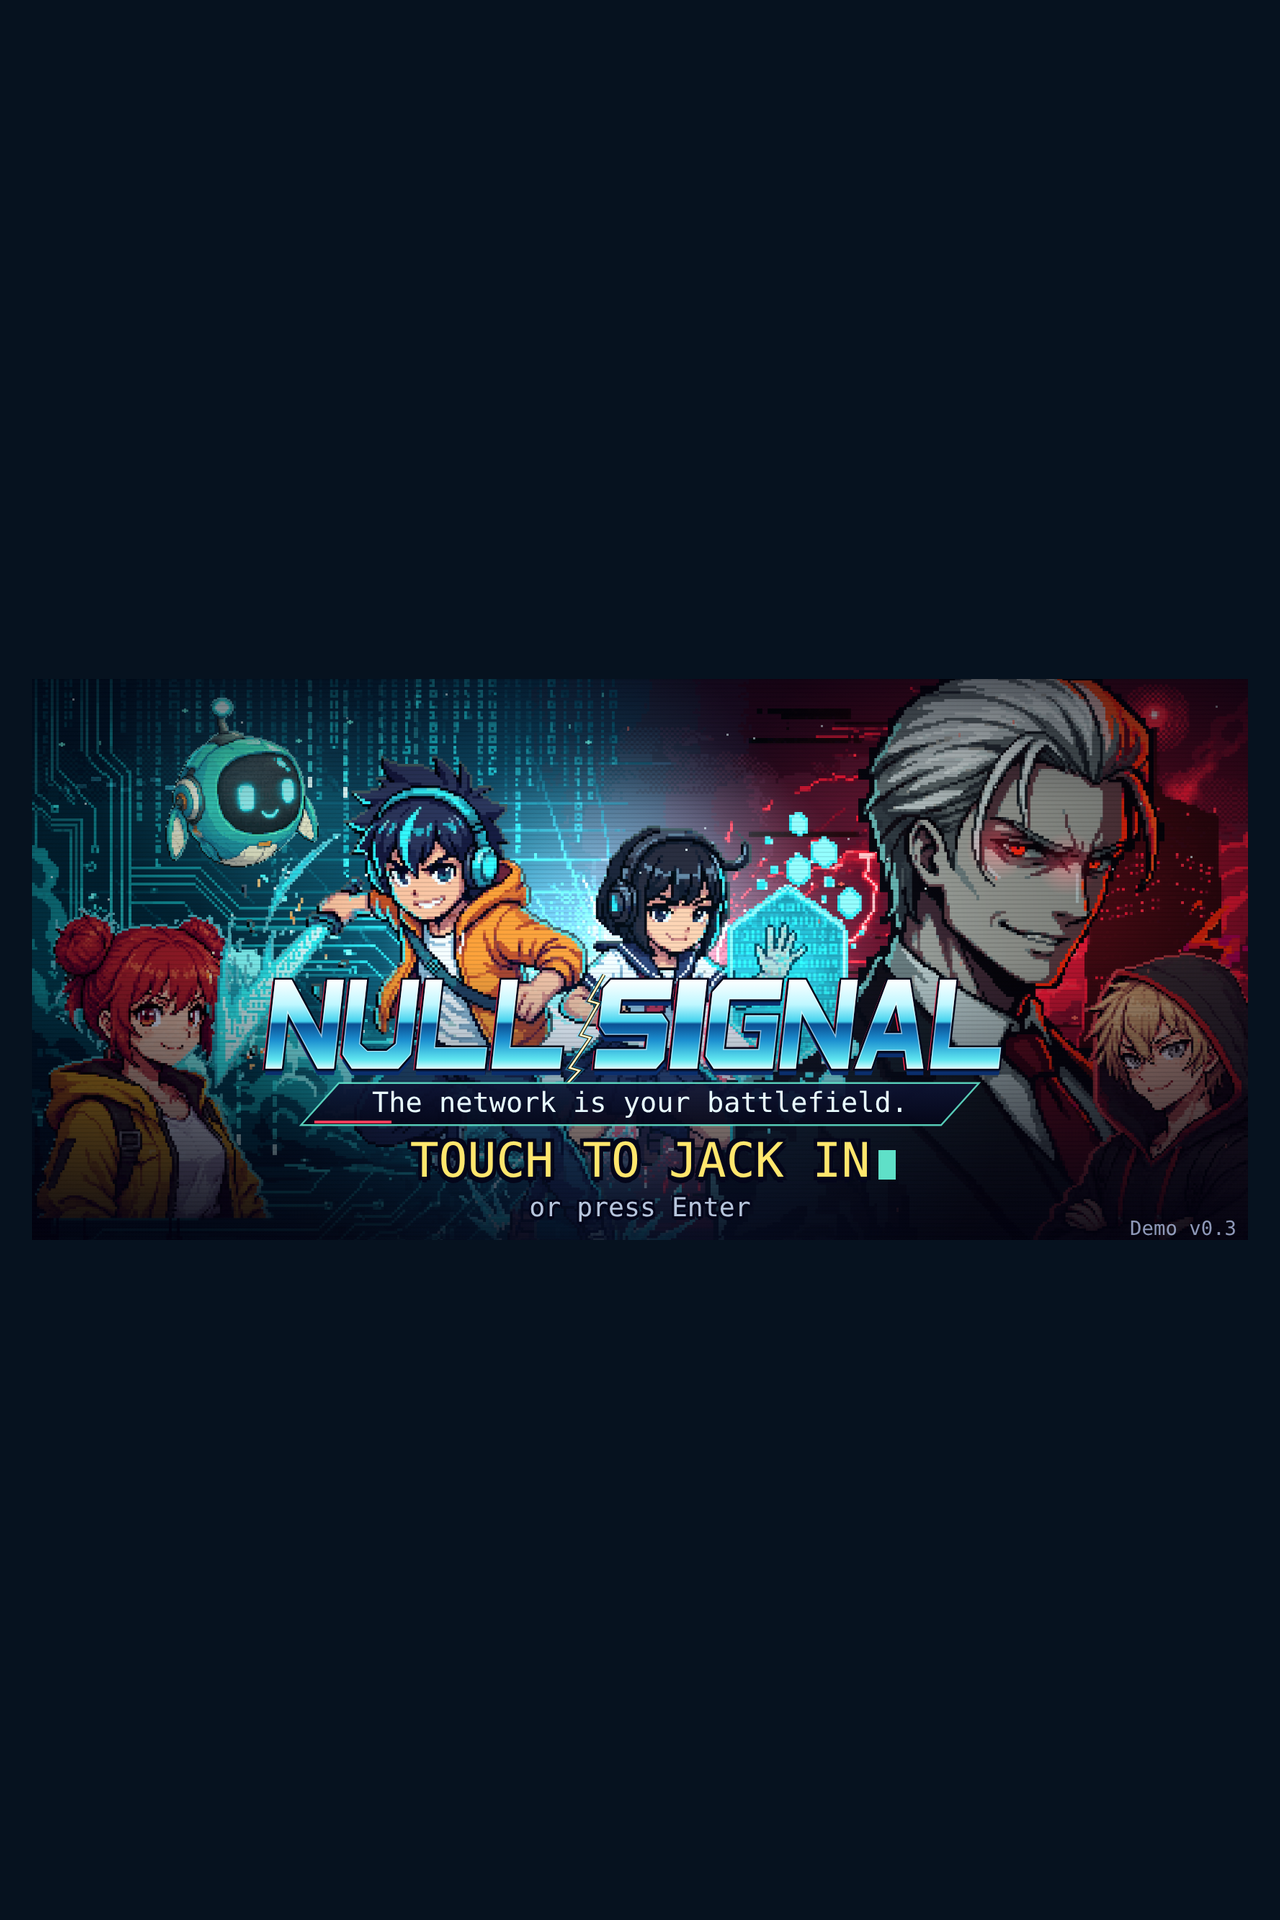 NULL SIGNAL
The network is your battlefield.
TOUCH TO JACK IN
or press Enter
Demo v0.3